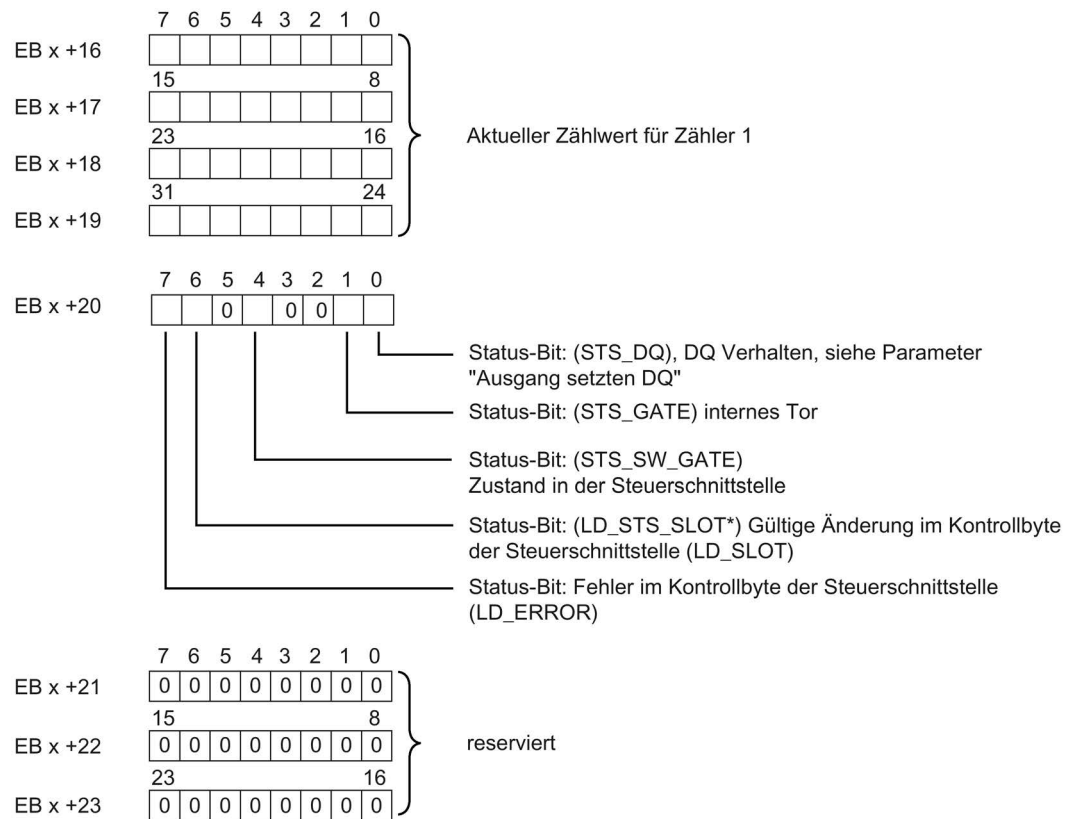 7 6 5 4 3 2 1 0
EB x +16
15 8
EB x +17
23 16
Aktueller Zählwert für Zähler 1
EB x +18
31 24
EB x +19
7 6 5 4 3 2 1 0
EB x +20
0 0 0
Status-Bit: (STS_DQ), DQ Verhalten, siehe Parameter
"Ausgang setzten DQ"
Status-Bit: (STS_GATE) internes Tor
Status-Bit: (STS_SW_GATE)
Zustand in der Steuerschnittstelle
Status-Bit: (LD_STS_SLOT*) Gültige Änderung im Kontrollbyte
der Steuerschnittstelle (LD_SLOT)
Status-Bit: Fehler im Kontrollbyte der Steuerschnittstelle
(LD_ERROR)
7 6 5 4 3 2 1 0
EB x +21 0 0 0 0 0 0 0 0
15 8
EB x +22 0 0 0 0 0 0 0 0 reserviert
23 16
EB x +23 0 0 0 0 0 0 0 0